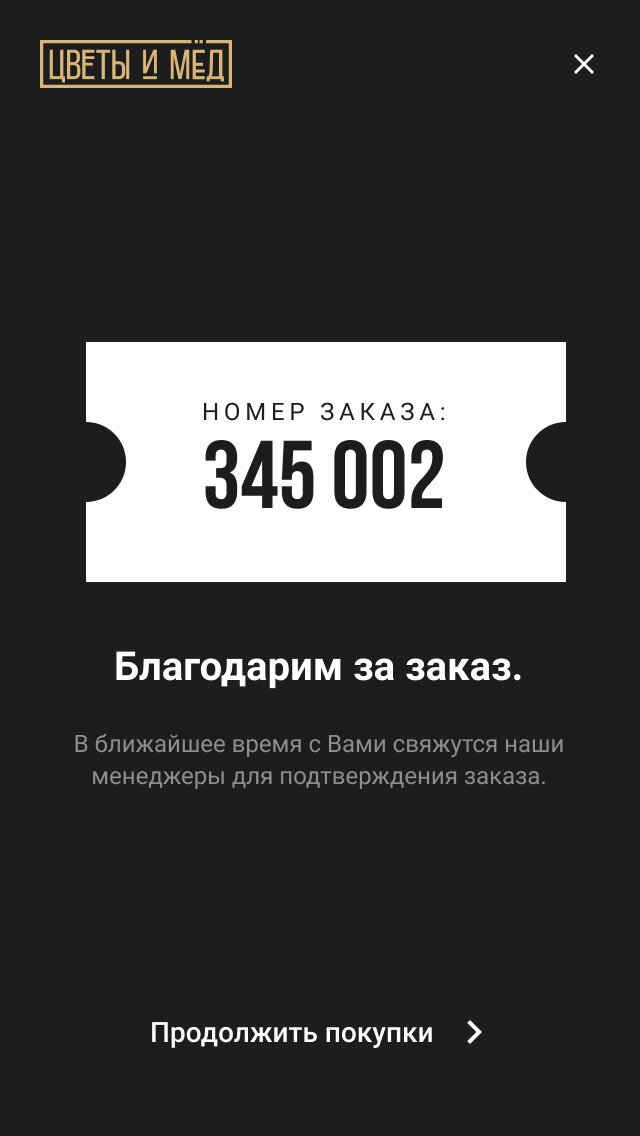 ЦВЕТЫ И МЁД
НОМЕР ЗАКАЗА:
345 002
Благодарим за заказ.
В ближайшее время с Вами свяжутся наши
менеджеры для подтверждения заказа.
Продолжить покупки